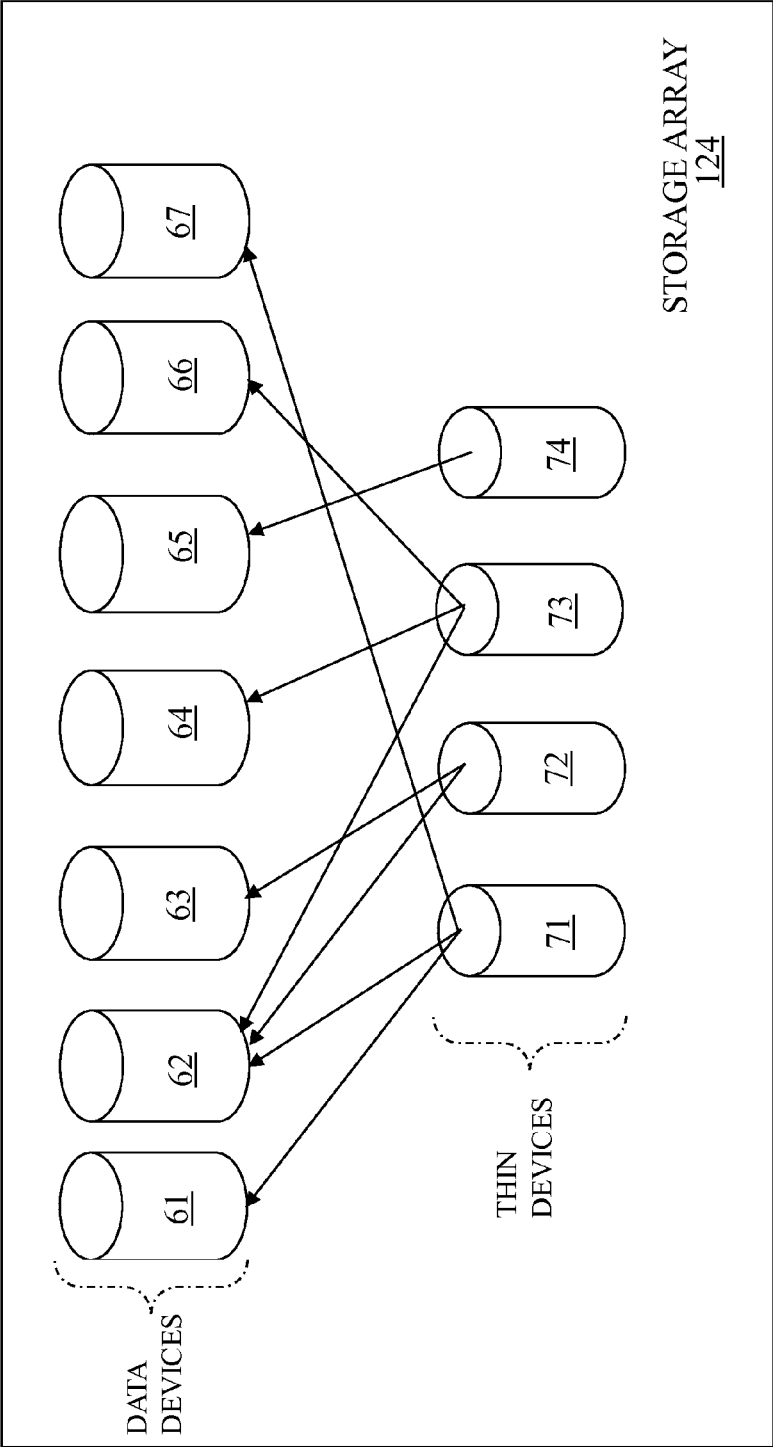 DATA
DEVICES
61
62
63
64
65
66
67
THIN
DEVICES
71
72
73
74
STORAGE ARRAY
124